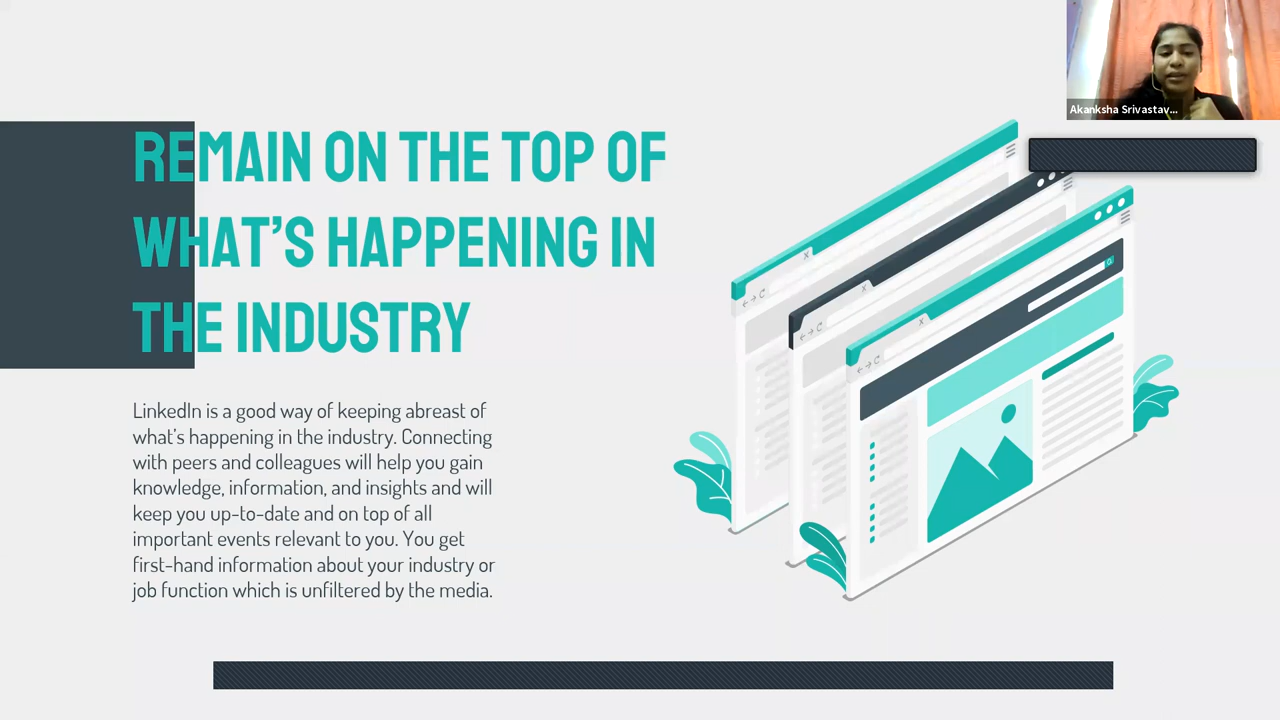 Akanksha Srivastav...
REMAIN ON THE TOP OF
WHAT'S HAPPENING IN
THE INDUSTRY
LinkedIn is a good way of keeping abreast of
what's happening in the industry. Connecting
with peers and colleagues will help you gain
knowledge, information, and insights and will
keep you up-to-date and on top of all
important events relevant to you. You get
first-hand information about your industry or
job function which is unfiltered by the media.